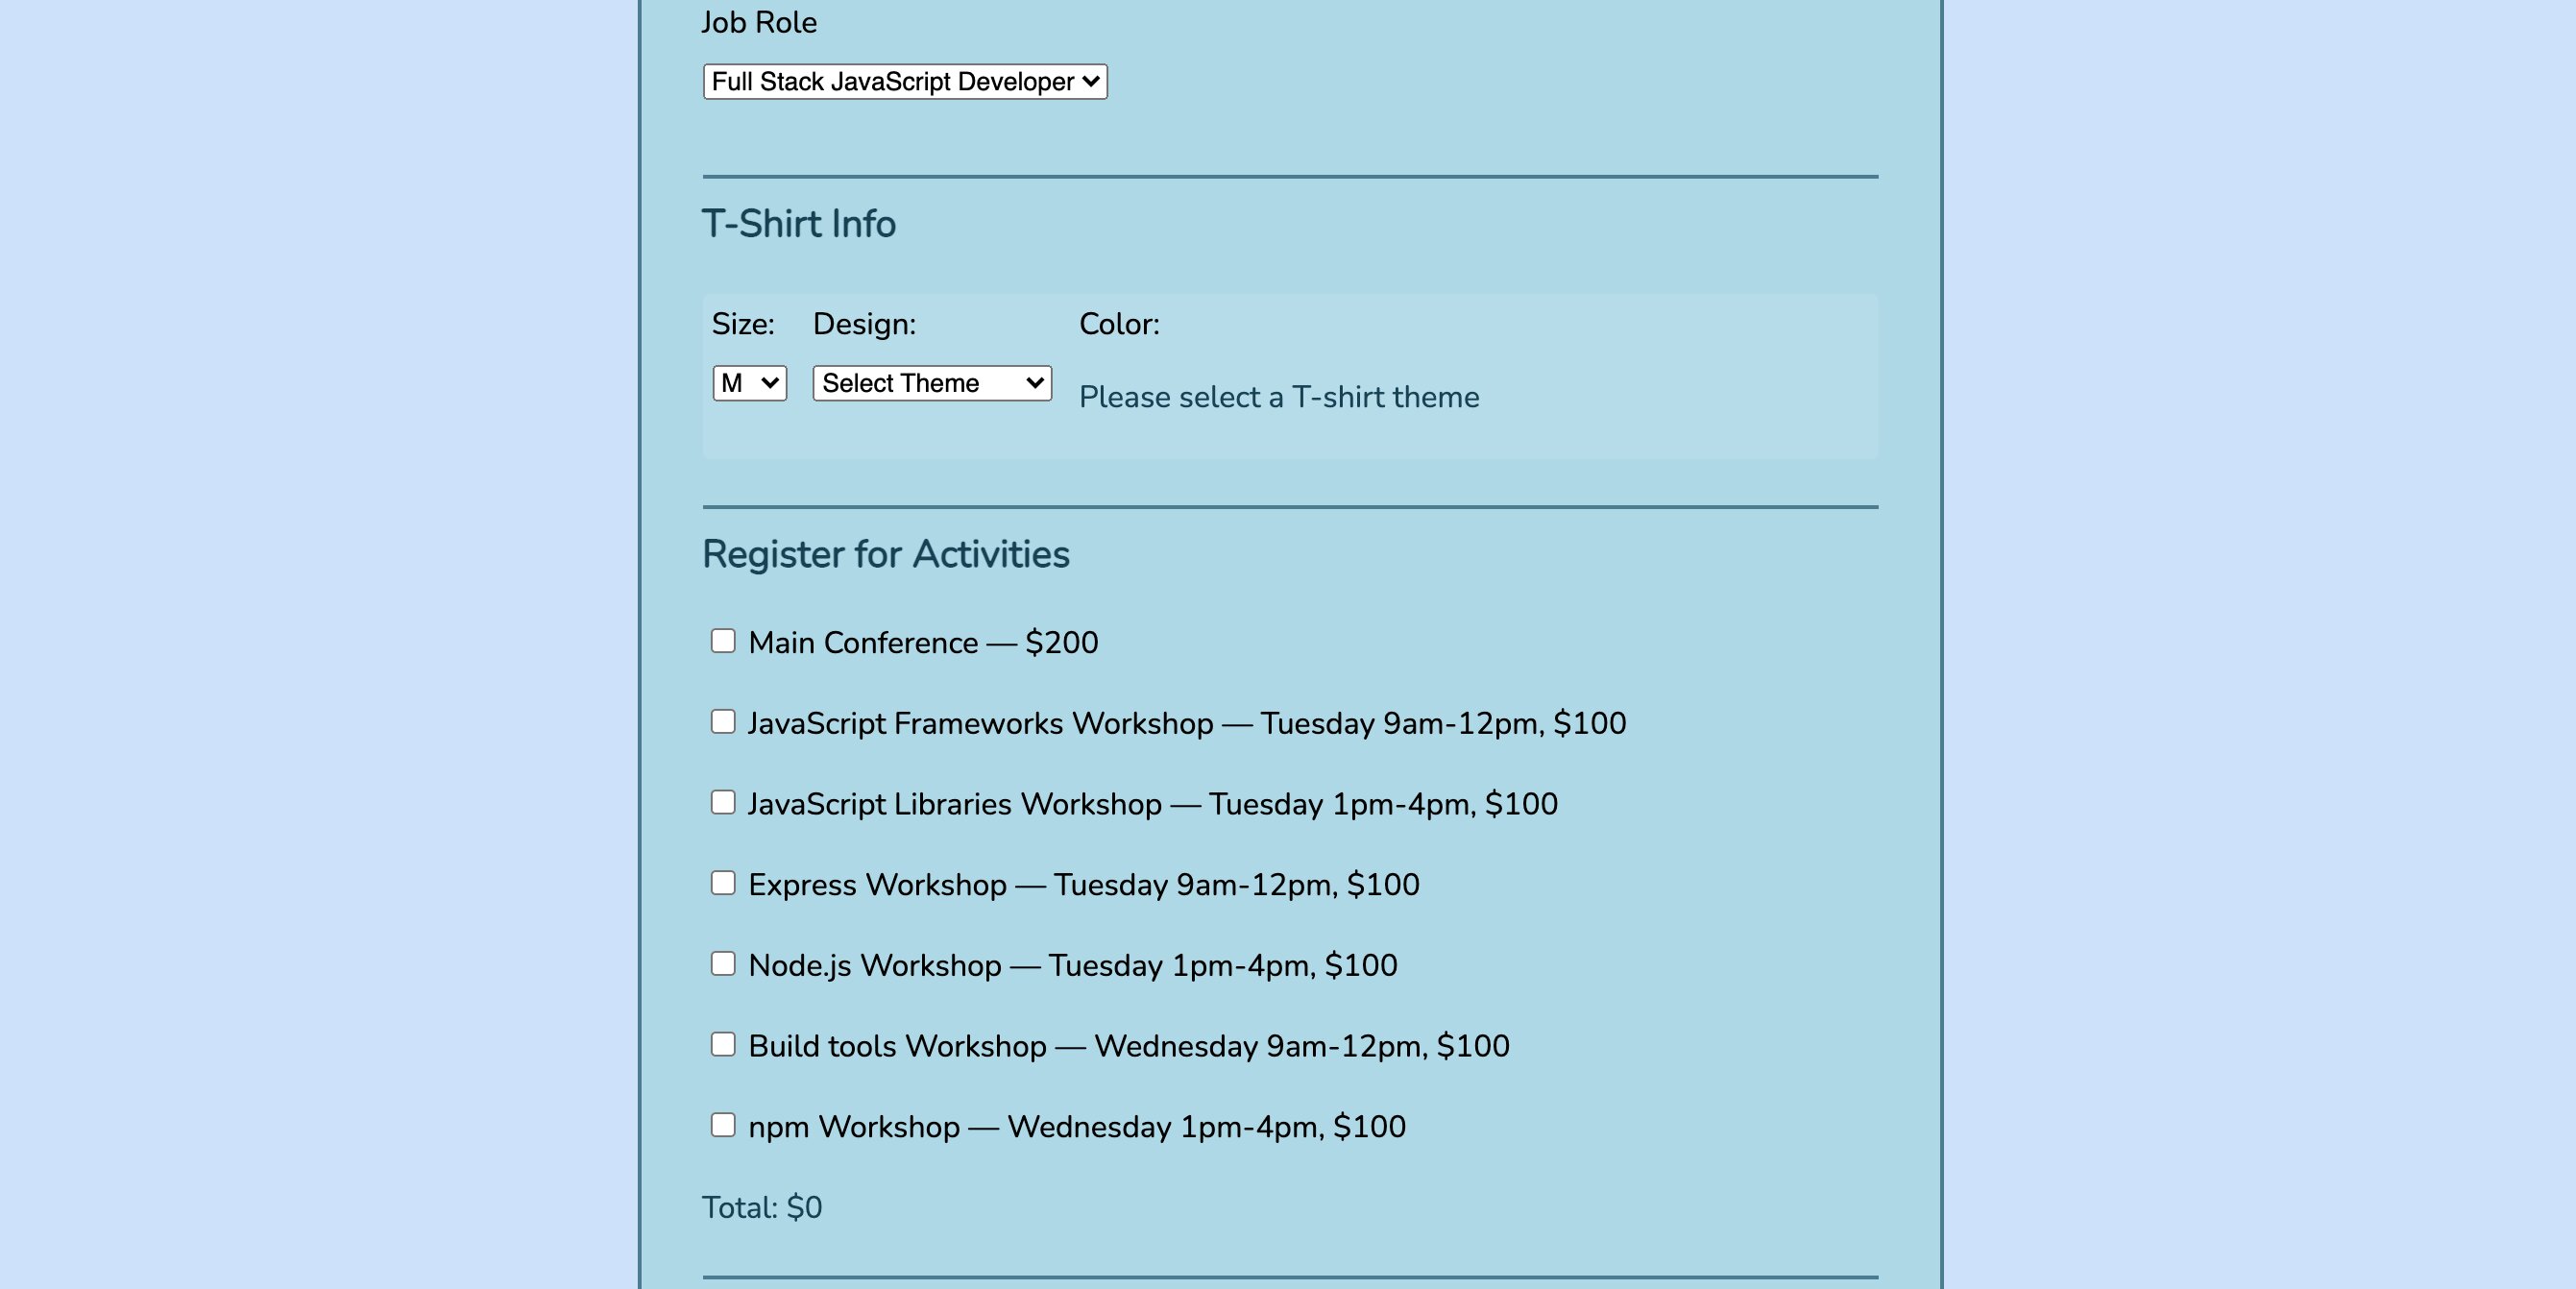 Job Role
Full Stack JavaScript Developer
T-Shirt Info
Size: Design: Color:
M Select Theme Please select a T-shirt theme
Register for Activities
Main Conference — $200
JavaScript Frameworks Workshop — Tuesday 9am-12pm, $100
JavaScript Libraries Workshop — Tuesday 1pm-4pm, $100
Express Workshop — Tuesday 9am-12pm, $100
Node.js Workshop — Tuesday 1pm-4pm, $100
Build tools Workshop — Wednesday 9am-12pm, $100
npm Workshop — Wednesday 1pm-4pm, $100
Total: $0